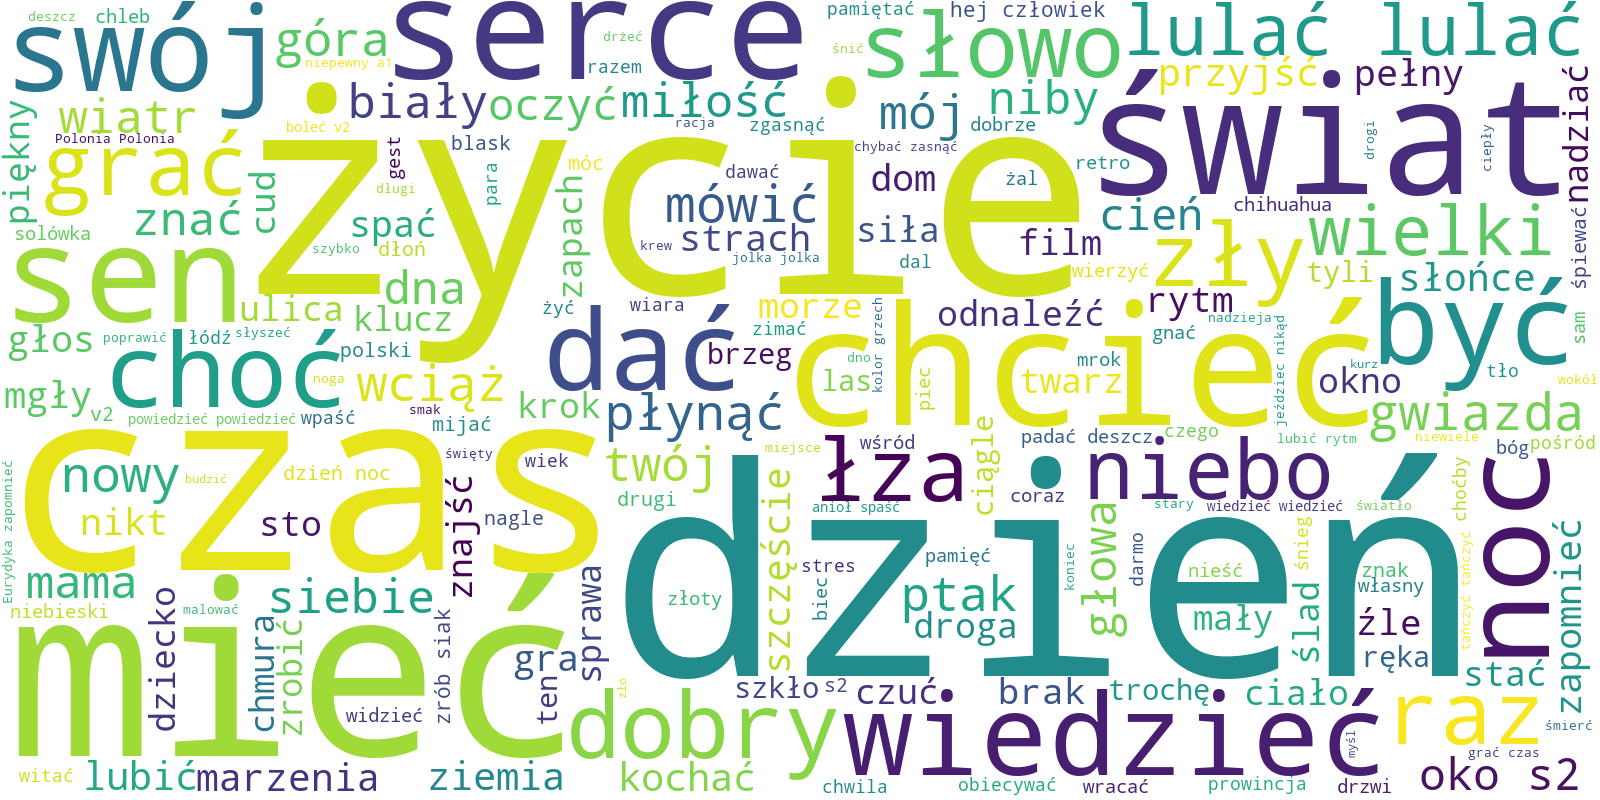 deszcz
chleb
swój
góra
niepewny a1
serce
drżeć
razem
pamiętać
śnić
hej człowiek
słowo
lulać lulać
przyjść
pełny
piękny
wiatr
Polonia Polonia
grać
biały
oczyć
miłość
racja
zgasnąć
mój
dobrze
niby
świat
nadziać
boleć v2
gest
blask
para
móc
długi
życie
chybać zasnąć
retro
drogi
ciepły
znać
cud
spać
zapach
dawać
mówić
dom
żal
cień
chihuahua
wielki
śpiewać
solówka
sen
szybko
dłoń
krew
strach
jolka jolka
siła
dal
film
wierzyć
zły
tyli
słońce
dna
ulica
klucz
żyć
wiara
morze
zimać
odnaleźć
rytm
gnać
nadzieja
być
sam
głos
poprawić
łódź
słyszeć
polski
choć
noga
wciąż
dać
brzeg
dno
kolor grzech
chcieć
las
piec
mrok
twarz
jeździec nikąd
kurz
okno
tło
wokół
mgły
v2
powiedzieć powiedzieć
wpaść
smak
mijać
krok
płynąć
gwiazda
czas
nowy
budzić
dzień noc
święty
wiek
twój
drugi
miejsce
łza
wśród
ciągle
padać deszcz
czego
lubić rytm
niewiele
bóg
pośród
Eurydyka zapomnieć
nikt
sto
znajść
nagle
szczęście
anioł spaść
coraz
niebo
stary
wiedzieć wiedzieć
światło
choćby
noc
mama
niebieski
dziecko
malować
siebie
sprawa
dzień
złoty
stres
biec
pamięć
ptak
droga
koniec
głowa
darmo
nieść
mały
śnieg
ślad
znak
własny
źle
ręka
tańczyć tańczyć
zapomnieć
mieć
chmura
zrobić
widzieć
zrób siak
gra
ten
zło
szkło
s2
czuć
brak
trochę
ciało
stać
śmierć
dobry
wiedzieć
myśl
raz
grać czas
witać
lubić
marzenia
ziemia
kochać
chwila
obiecywać
wracać
prowincja
drzwi
oko s2